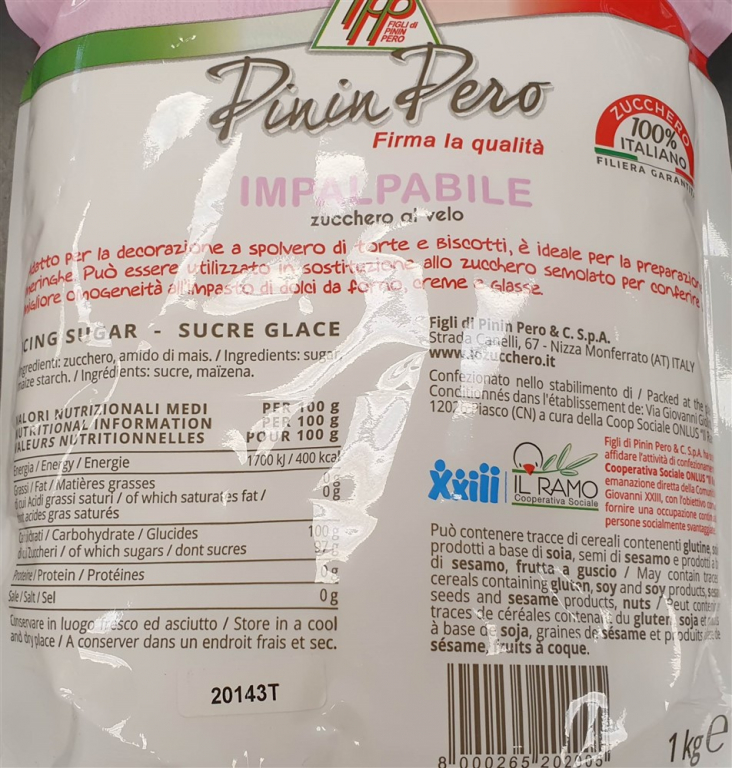 FIGLI di
PININ
PERO
Pinin Pero
Firma la qualità
ZUCCHERO
100%
ITALIANO
FILIERA
IMPALPABILE
zucchero al velo
per la decorazione a spolvero di torte e biscotti, è ideale per la preparazione
meringhe. Può essere utilizzato in sostituzione allo zucchero semolato per conferire
migliore omogeneità all'impasto di dolci da forno, creme e glasse.
ICING SUGAR - SUCRE GLACE
Ingredienti: zucchero, amido di mais. / Ingredients: sugar,
maize starch. / Ingrédients: sucre, maïzena.
VALORI NUTRIZIONALI MEDI PER 100 g
NUTRITIONAL INFORMATION PER 100 g
VALEURS NUTRITIONNELLES POUR 100 g
Energia / Energy / Energie 1700 kJ / 400 kcal
Grassi / Fat / Matières grasses 0 g
di cui Acidi grassi saturi / of which saturates fat / 0 g
acides gras saturés
Carboidrati / Carbohydrate / Glucides 100
di cui Zuccheri / of which sugars / dont sucres 97
Proteine / Protein / Protéines 0 g
Sale / Salt / Sel 0 g
Conservare in luogo fresco ed asciutto / Store in a cool
and dry place / A conserver dans un endroit frais et sec.
20143T
Figli di Pinin Pero & C. S.p.A.
Strada Canelli, 67 - Nizza Monferrato (AT) ITALY
www.lozucchero.it
Confezionato nello stabilimento di / Packed at the
Conditionnés dans l'établissement de: Via Giovanni
Piasco (CN) a cura della Coop Sociale ONLUS "Il
xxiii
IL RAMO
Cooperativa Sociale
Figli di Pinin Pero & C. S.p.A.
affidare l'attività di confezionamento
Cooperativa Sociale ONLUS
emanazione diretta della
Giovanni XXIII, con l'obiettivo
fornire una occupazione
persone socialmente
Può contenere tracce di cereali contenenti glutine,
prodotti a base di soia, semi di sesamo e prodotti a
di sesamo, frutta a guscio / May contain traces
cereals containing gluten, soy and soy products,
seeds and sesame products, nuts / Peut contenir
traces de céréales contenant du gluten, soja et
à base de soja, graines de sésame et produits
sésame, fruits à coque.
8 000265 202005
1 kg e